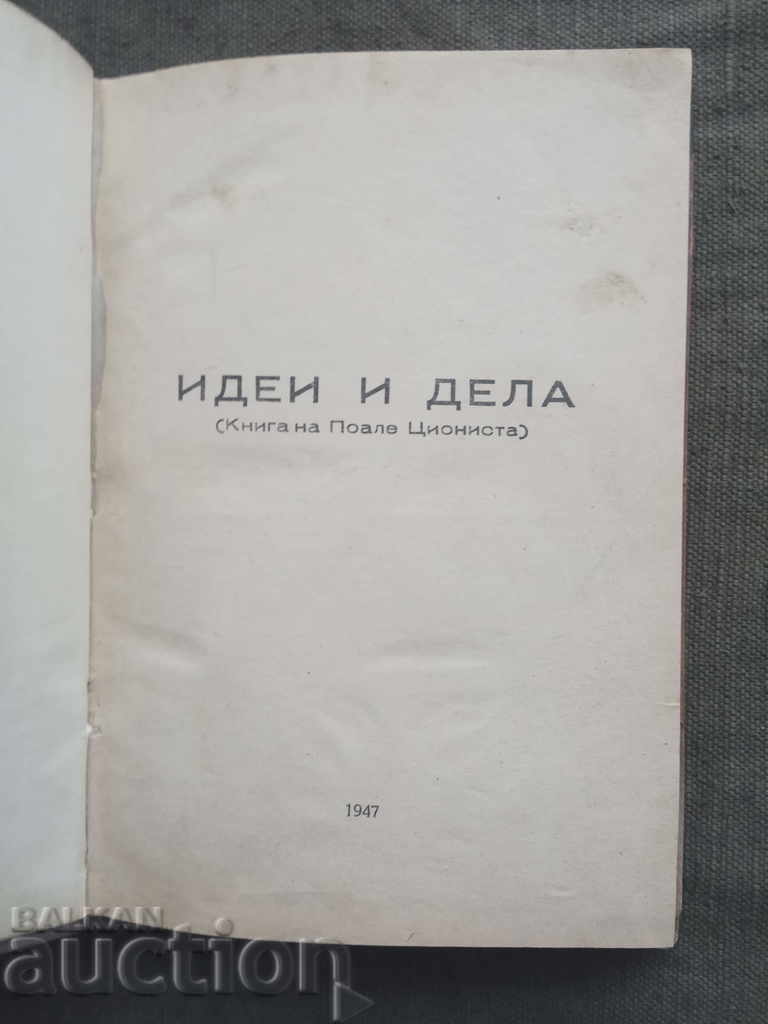 ИДЕИ И ДЕЛА
(Книга на Поале Циониста)
1947
BALKAN
auction